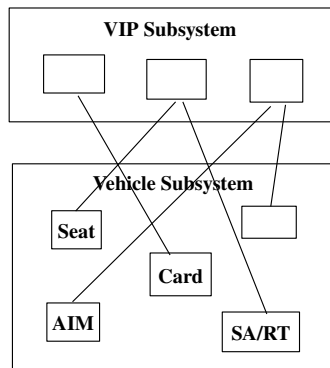 VIP Subsystem
Vehicle Subsystem
Seat
Card
AIM
SA/RT